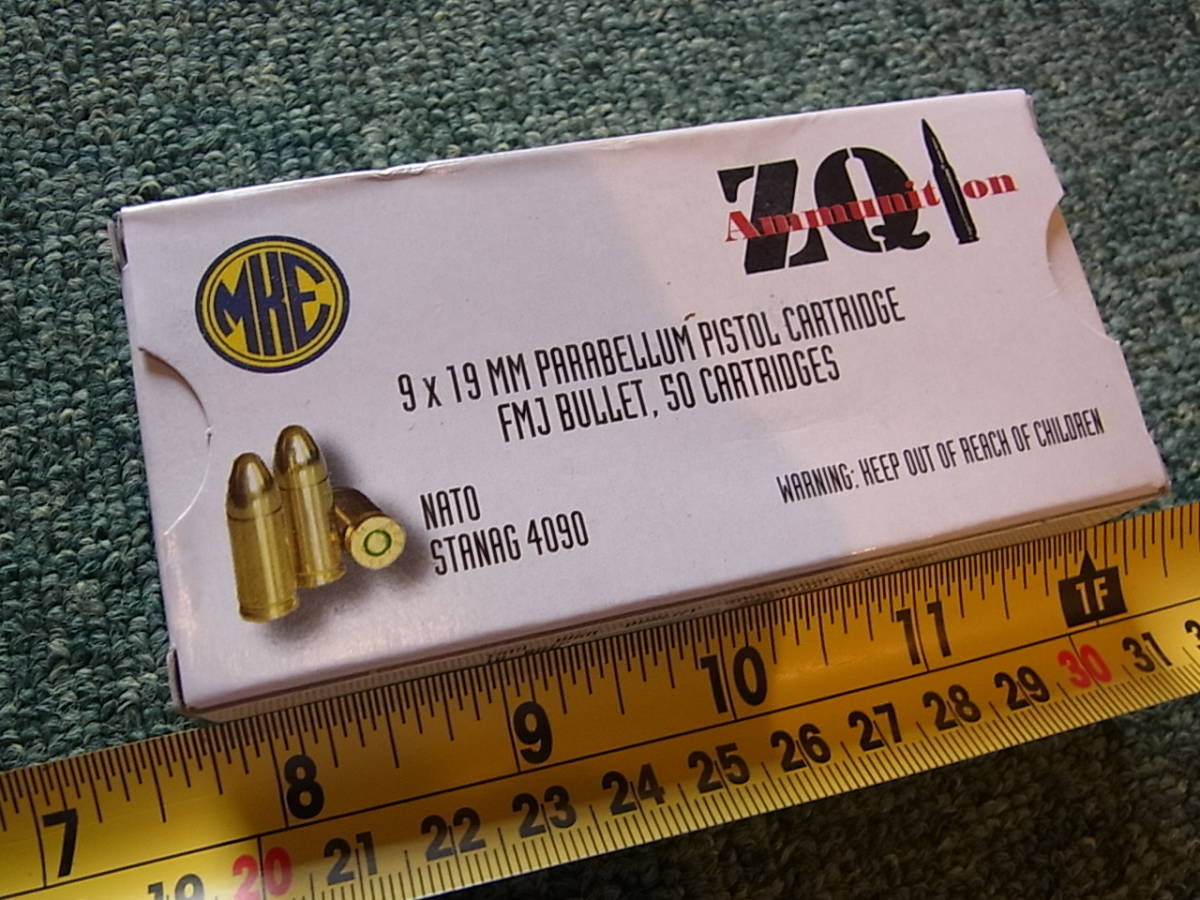 ZQI
Ammunition
MKE
9 x 19 MM PARABELLUM PISTOL CARTRIDGE
FMJ BULLET, 50 CARTRIDGES
WARNING: KEEP OUT OF REACH OF CHILDREN
NATO
STANAG 4090
7 8 9 10 11 1F
19 20 21 22 23 24 25 26 27 28 29 30 31